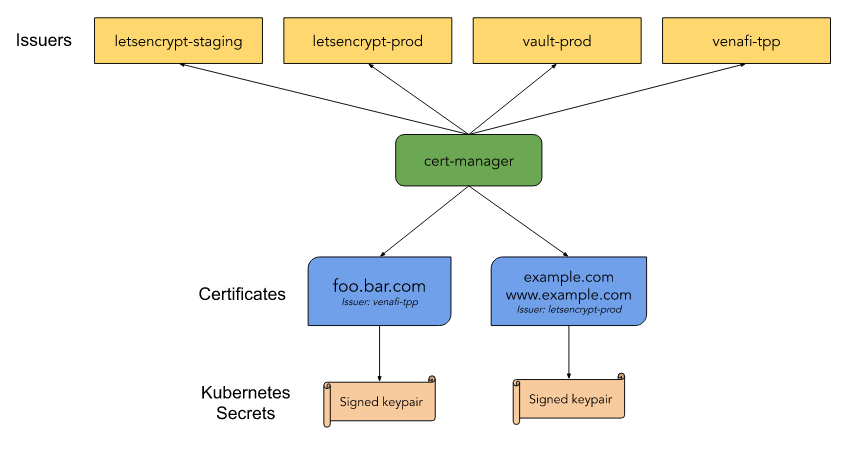 Issuers
letsencrypt-staging
letsencrypt-prod
vault-prod
venafi-tpp
cert-manager
Certificates
foo.bar.com
Issuer: venafi-tpp
example.com
www.example.com
Issuer: letsencrypt-prod
Kubernetes
Secrets
Signed keypair
Signed keypair